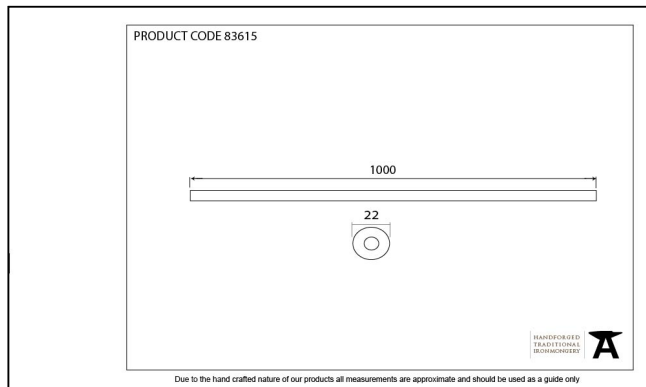 PRODUCT CODE 83615
1000
22
HANDFORGED
TRADITIONAL
IRONMONGERY
A
Due to the hand crafted nature of our products all measurements are approximate and should be used as a guide only